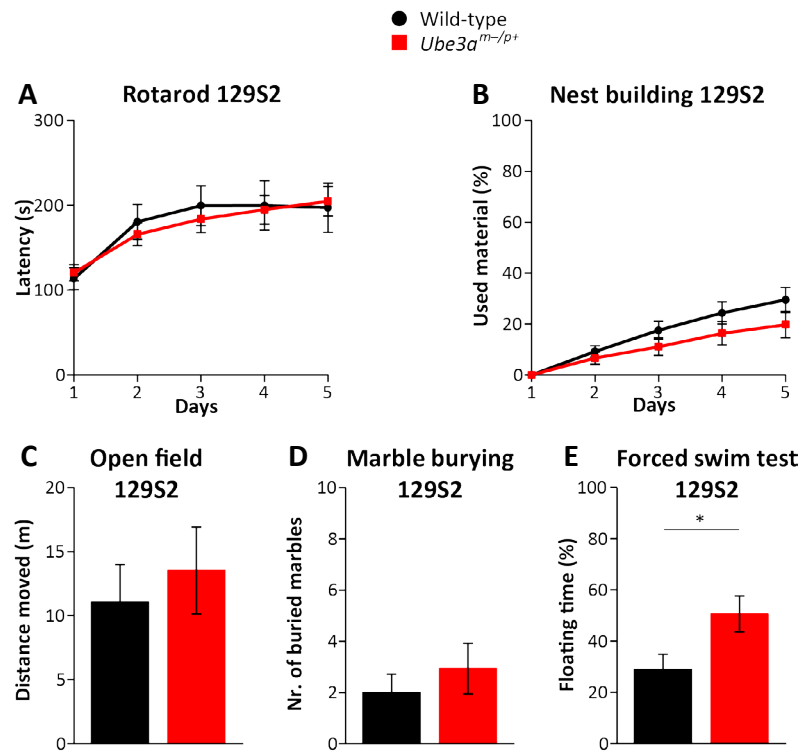 Wild-type
Ube3a^m–/p+
A
Rotarod 129S2
300
200
100
0
Latency (s)
1 2 3 4 5
Days
B
Nest building 129S2
100
80
60
40
20
0
Used material (%)
1 2 3 4 5
Days
C
Open field
129S2
20
15
10
5
0
Distance moved (m)
D
Marble burying
129S2
10
8
6
4
2
0
Nr. of buried marbles
E
Forced swim test
129S2
100
80
60
40
20
0
Floating time (%)
*